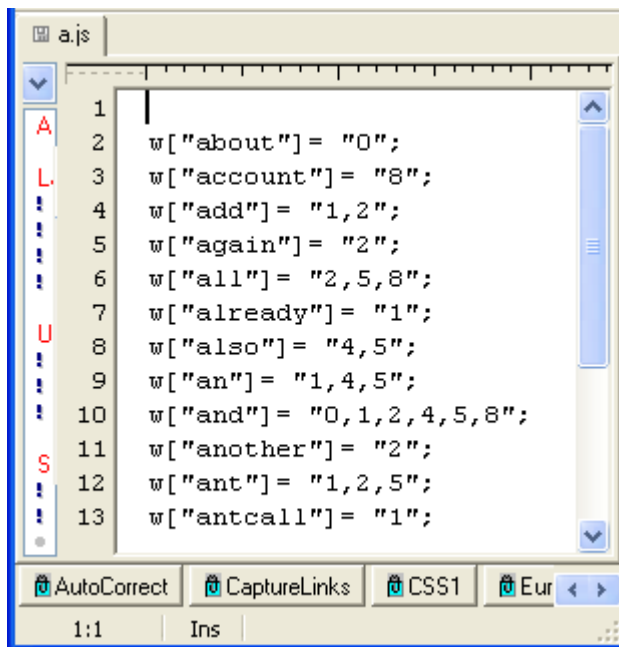 a.js
A
1
2 w["about"]= "0";
L
3 w["account"]= "8";
4 w["add"]= "1,2";
5 w["again"]= "2";
6 w["all"]= "2,5,8";
7 w["already"]= "1";
U
8 w["also"]= "4,5";
9 w["an"]= "1,4,5";
10 w["and"]= "0,1,2,4,5,8";
11 w["another"]= "2";
S
12 w["ant"]= "1,2,5";
13 w["antcall"]= "1";
AutoCorrect CaptureLinks CSS1 Eur
1:1 Ins